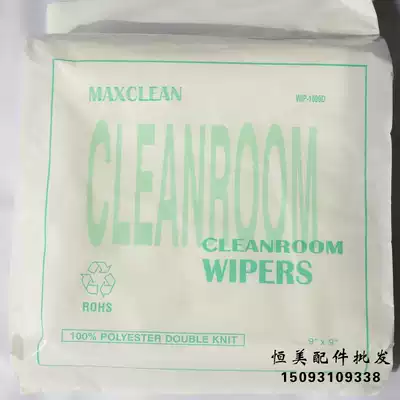 MAXCLEAN
WIP-1009D
CLEANROOM
CLEANROOM
WIPERS
ROHS
100% POLYESTER DOUBLE KNIT
9" x 9"
恒美配件批发
15093109338